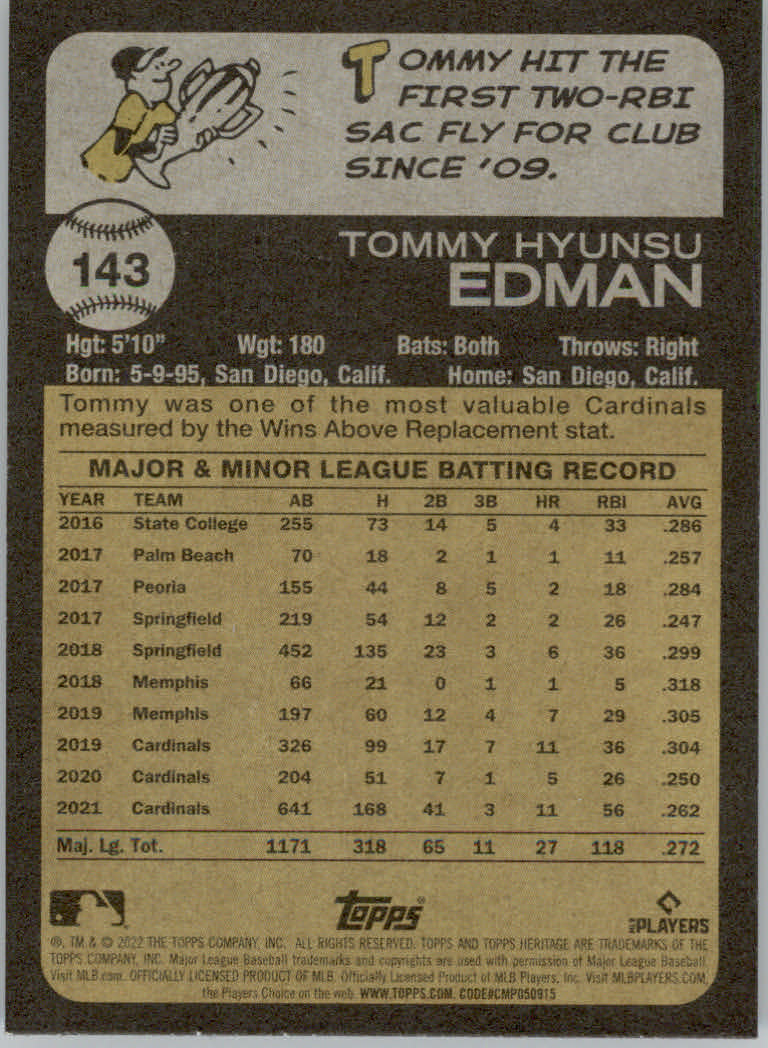 TOMMY HIT THE
FIRST TWO-RBI
SAC FLY FOR CLUB
SINCE '09.
143
TOMMY HYUNSU
EDMAN
Hgt: 5'10" Wgt: 180 Bats: Both Throws: Right
Born: 5-9-95, San Diego, Calif. Home: San Diego, Calif.
Tommy was one of the most valuable Cardinals
measured by the Wins Above Replacement stat.
MAJOR & MINOR LEAGUE BATTING RECORD
YEAR TEAM AB H 2B 3B HR RBI AVG
2016 State College 255 73 14 5 4 33 .286
2017 Palm Beach 70 18 2 1 1 11 .257
2017 Peoria 155 44 8 5 2 18 .284
2017 Springfield 219 54 12 2 2 26 .247
2018 Springfield 452 135 23 3 6 36 .299
2018 Memphis 66 21 0 1 1 5 .318
2019 Memphis 197 60 12 4 7 29 .305
2019 Cardinals 326 99 17 7 11 36 .304
2020 Cardinals 204 51 7 1 5 26 .250
2021 Cardinals 641 168 41 3 11 56 .262
Maj. Lg. Tot. 1171 318 65 11 27 118 .272
topps®
MLB PLAYERS
®, TM & © 2022 THE TOPPS COMPANY, INC. ALL RIGHTS RESERVED. TOPPS AND TOPPS HERITAGE ARE TRADEMARKS OF THE
TOPPS COMPANY, INC. Major League Baseball trademarks and copyrights are used with permission of Major League Baseball.
Visit MLB.com. OFFICIALLY LICENSED PRODUCT OF MLB. Officially Licensed Product of MLB Players, Inc. Visit MLBPLAYERS.COM,
the Players Choice on the web. WWW.TOPPS.COM. CODE#CMP050915